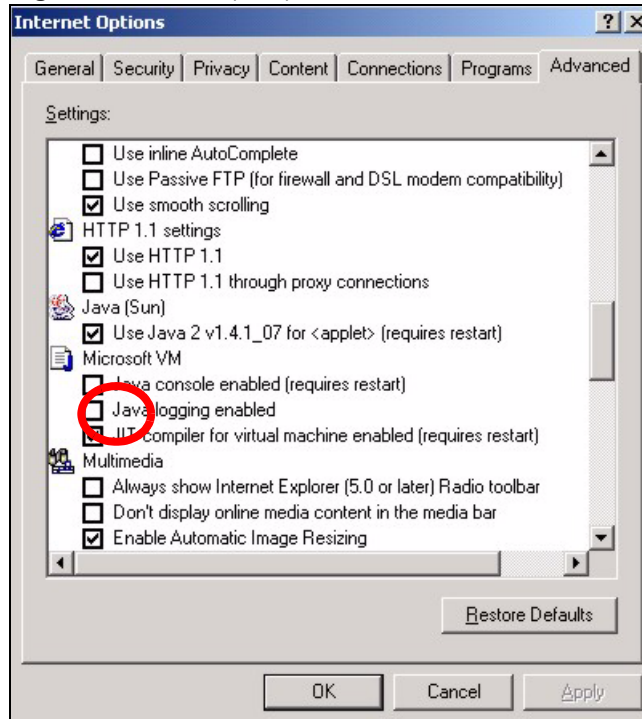 Internet Options
General Security Privacy Content Connections Programs Advanced
Settings:
Use inline AutoComplete
Use Passive FTP (for firewall and DSL modem compatibility)
Use smooth scrolling
HTTP 1.1 settings
Use HTTP 1.1
Use HTTP 1.1 through proxy connections
Java (Sun)
Use Java 2 v1.4.1_07 for <applet> (requires restart)
Microsoft VM
Java console enabled (requires restart)
Java logging enabled
JIT compiler for virtual machine enabled (requires restart)
Multimedia
Always show Internet Explorer (5.0 or later) Radio toolbar
Don't display online media content in the media bar
Enable Automatic Image Resizing
Restore Defaults
OK Cancel Apply